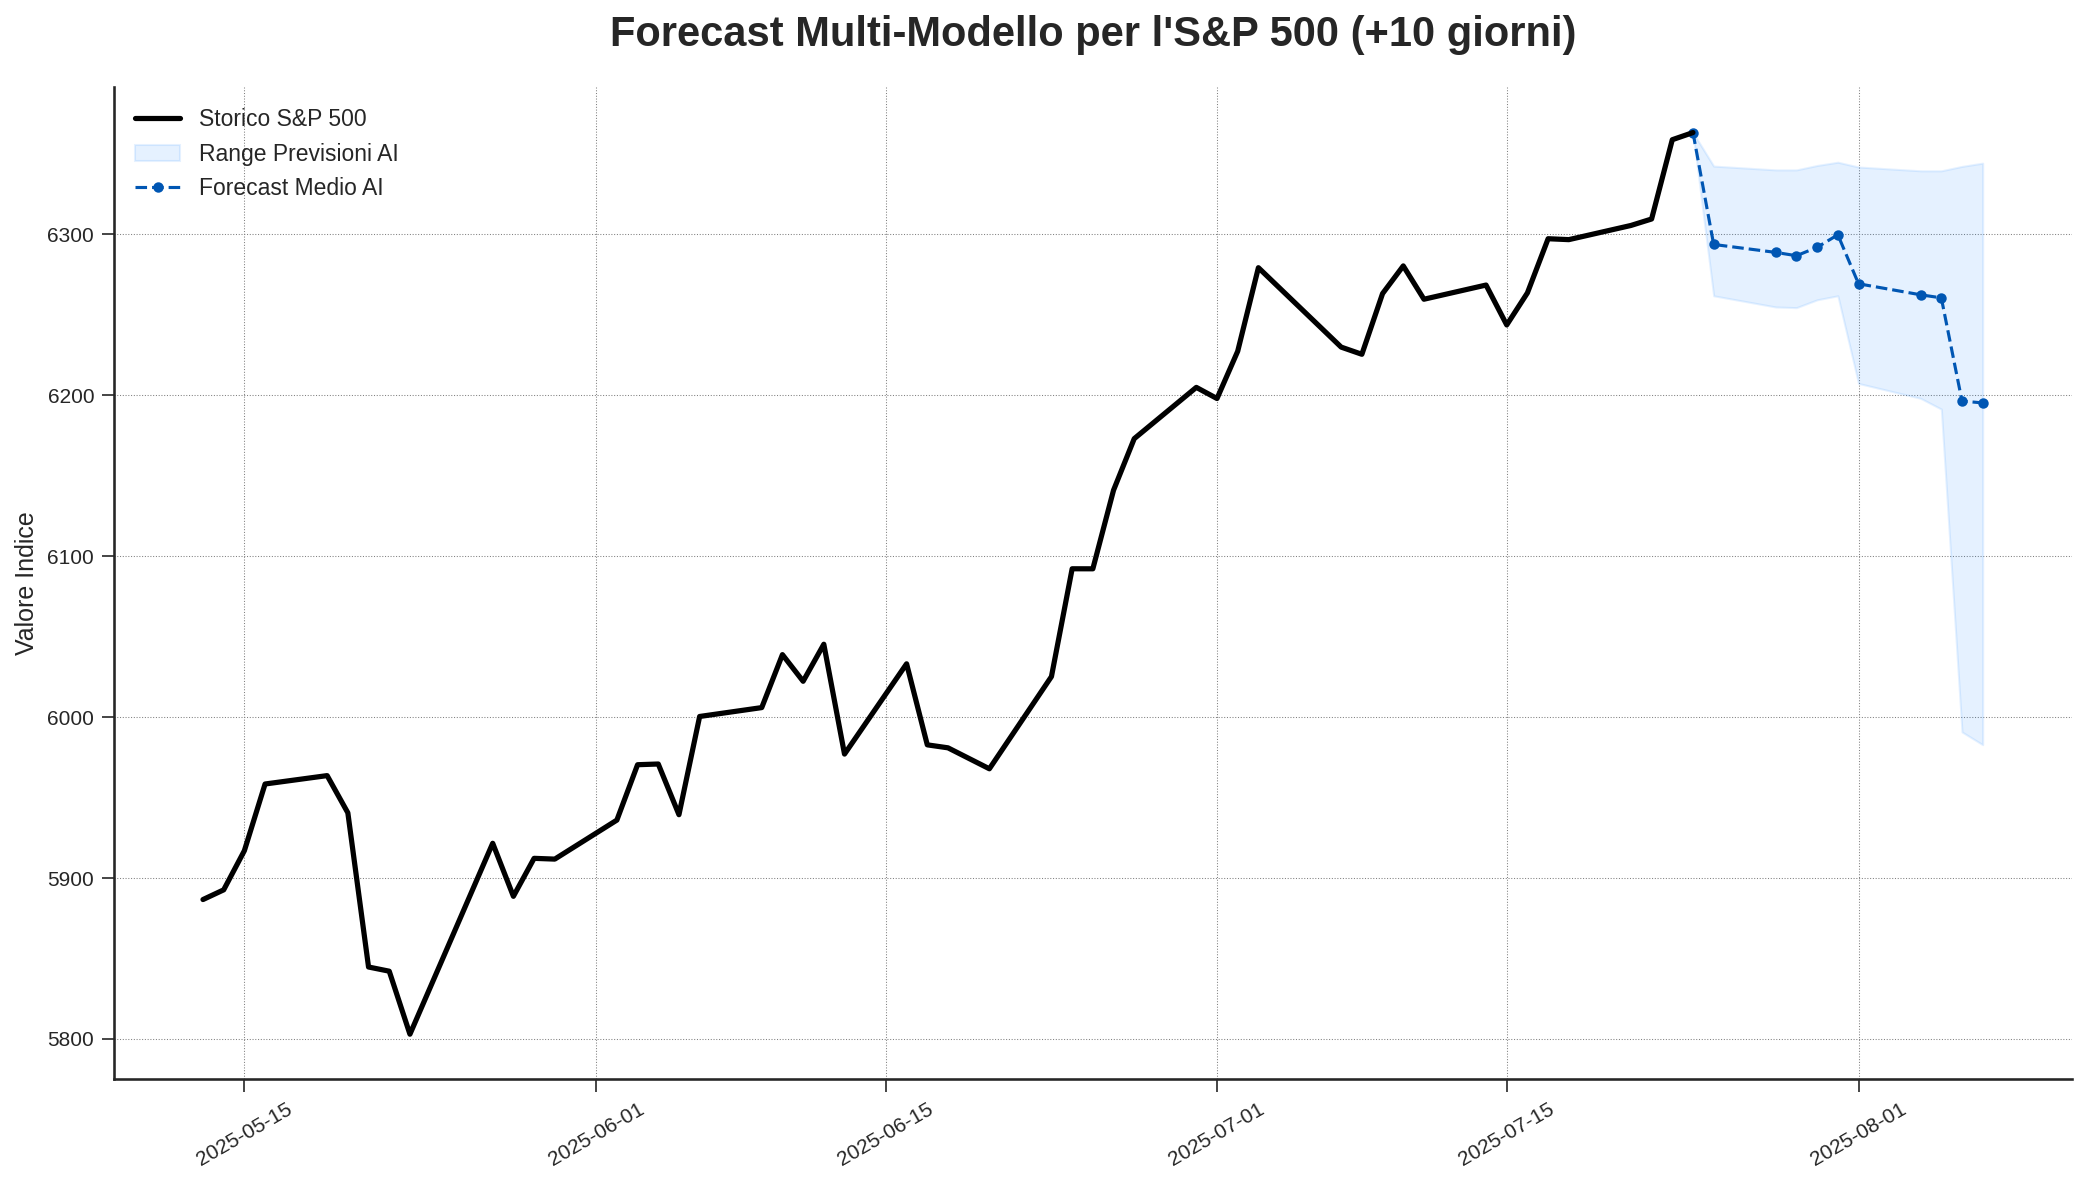 Forecast Multi-Modello per l'S&P 500 (+10 giorni)
Storico S&P 500
Range Previsioni AI
Forecast Medio AI
Valore Indice
6300
6200
6100
6000
5900
5800
2025-05-15
2025-06-01
2025-06-15
2025-07-01
2025-07-15
2025-08-01